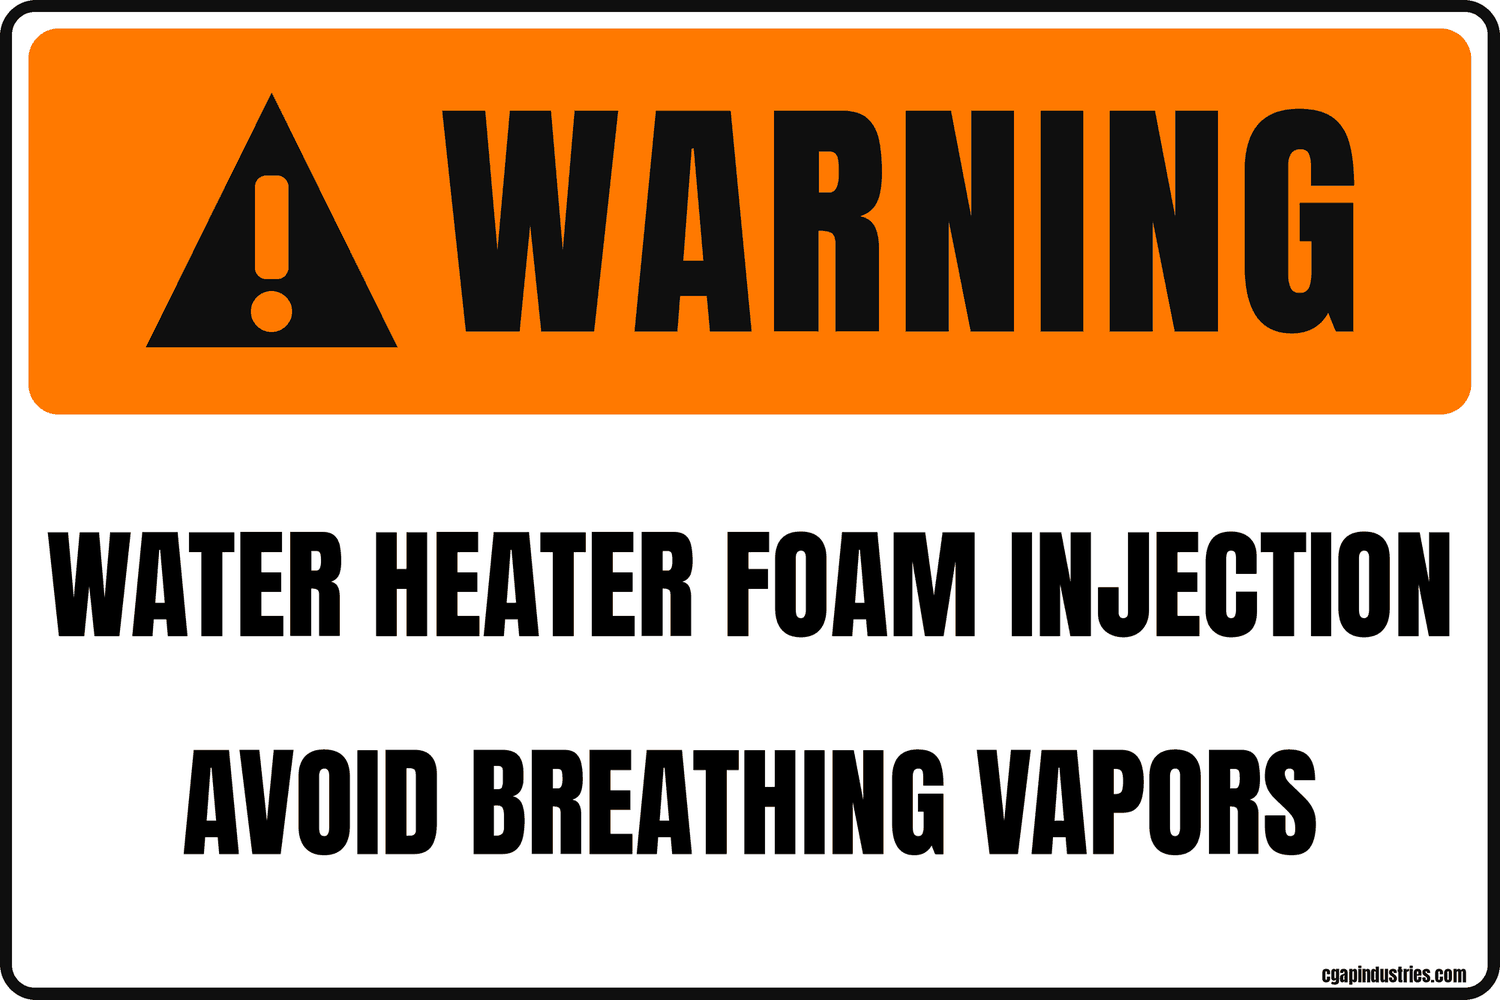 WARNING
WATER HEATER FOAM INJECTION
AVOID BREATHING VAPORS
cgapindustries.com